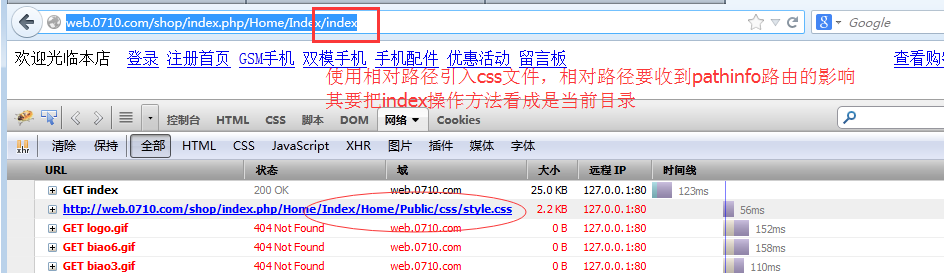 web.0710.com/shop/index.php/Home/Index/index
Google
欢迎光临本店 登录 注册首页 GSM手机 双模手机 手机配件 优惠活动 留言板 查看购
使用相对路径引入css文件，相对路径要收到pathinfo路由的影响
其要把index操作方法看成是当前目录
控制台 HTML CSS 脚本 DOM 网络 Cookies
清除 保持 全部 HTML CSS JavaScript XHR 图片 插件 媒体 字体
URL 状态 域 大小 远程 IP 时间线
GET index 200 OK web.0710.com 25.0 KB 127.0.0.1:80 123ms
http://web.0710.com/shop/index.php/Home/Index/Home/Public/css/style.css 2.2 KB 127.0.0.1:80 56ms
GET logo.gif 404 Not Found web.0710.com 0 B 127.0.0.1:80 152ms
GET biao6.gif 404 Not Found web.0710.com 0 B 127.0.0.1:80 158ms
GET biao3.gif 404 Not Found web.0710.com 0 B 127.0.0.1:80 110ms